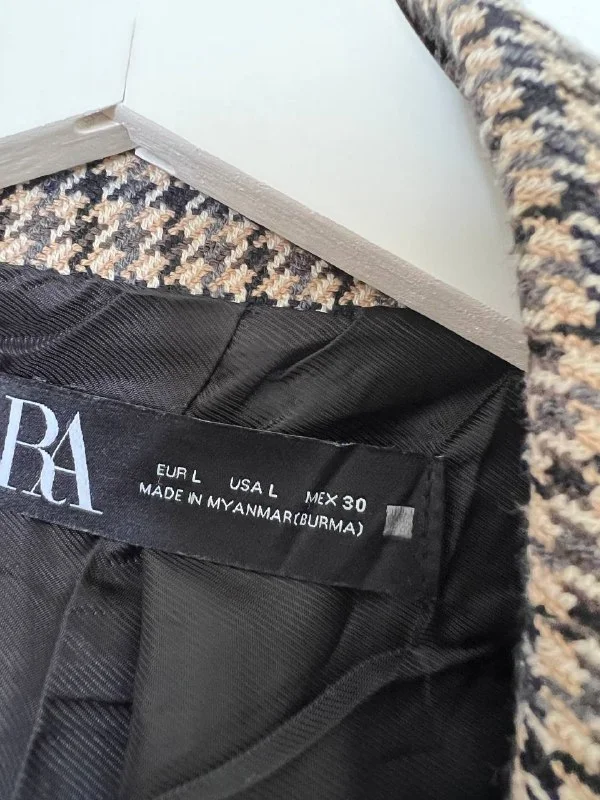 RA
EUR L USA L MEX 30
MADE IN MYANMAR(BURMA)